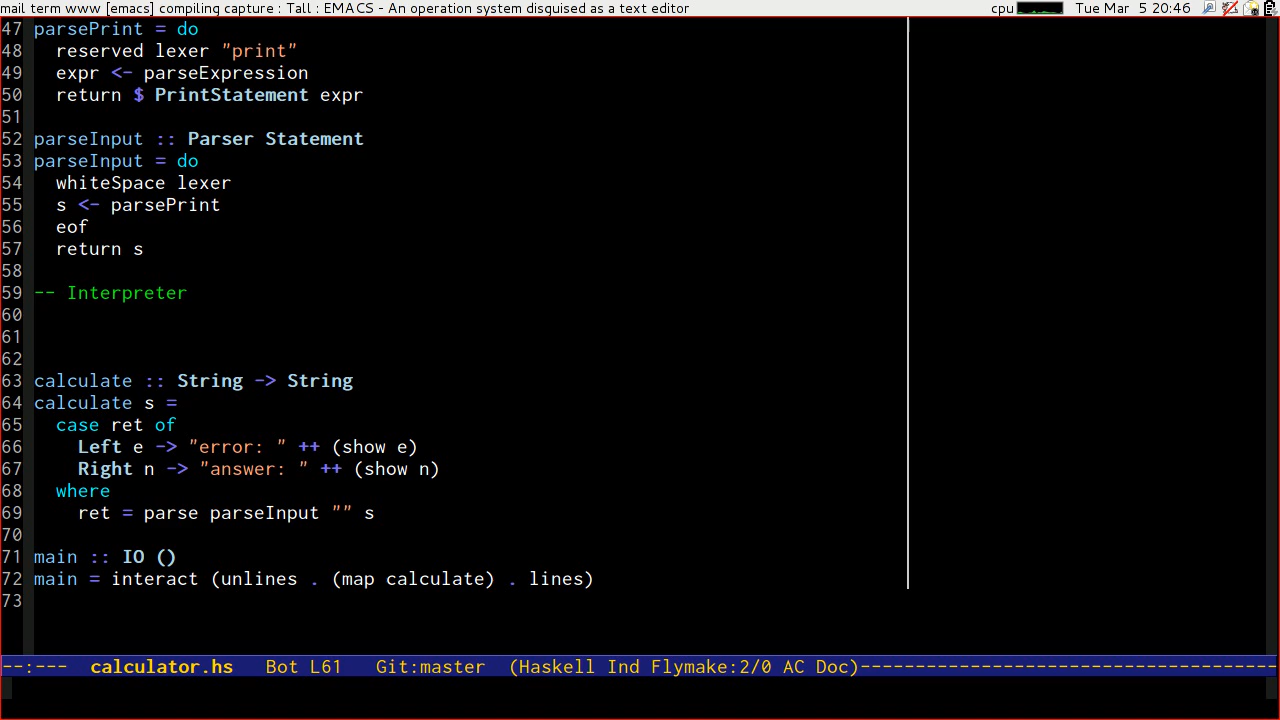 mail term www [emacs] compiling capture : Tall : EMACS - An operation system disguised as a text editor cpu Tue Mar 5 20:46
47 parsePrint = do
48   reserved lexer "print"
49   expr <- parseExpression
50   return $ PrintStatement expr
51
52 parseInput :: Parser Statement
53 parseInput = do
54   whiteSpace lexer
55   s <- parsePrint
56   eof
57   return s
58
59 -- Interpreter
60
61
62
63 calculate :: String -> String
64 calculate s =
65   case ret of
66     Left e -> "error: " ++ (show e)
67     Right n -> "answer: " ++ (show n)
68   where
69     ret = parse parseInput "" s
70
71 main :: IO ()
72 main = interact (unlines . (map calculate) . lines)
73
--:---  calculator.hs   Bot L61   Git:master  (Haskell Ind Flymake:2/0 AC Doc)--------------------------------------